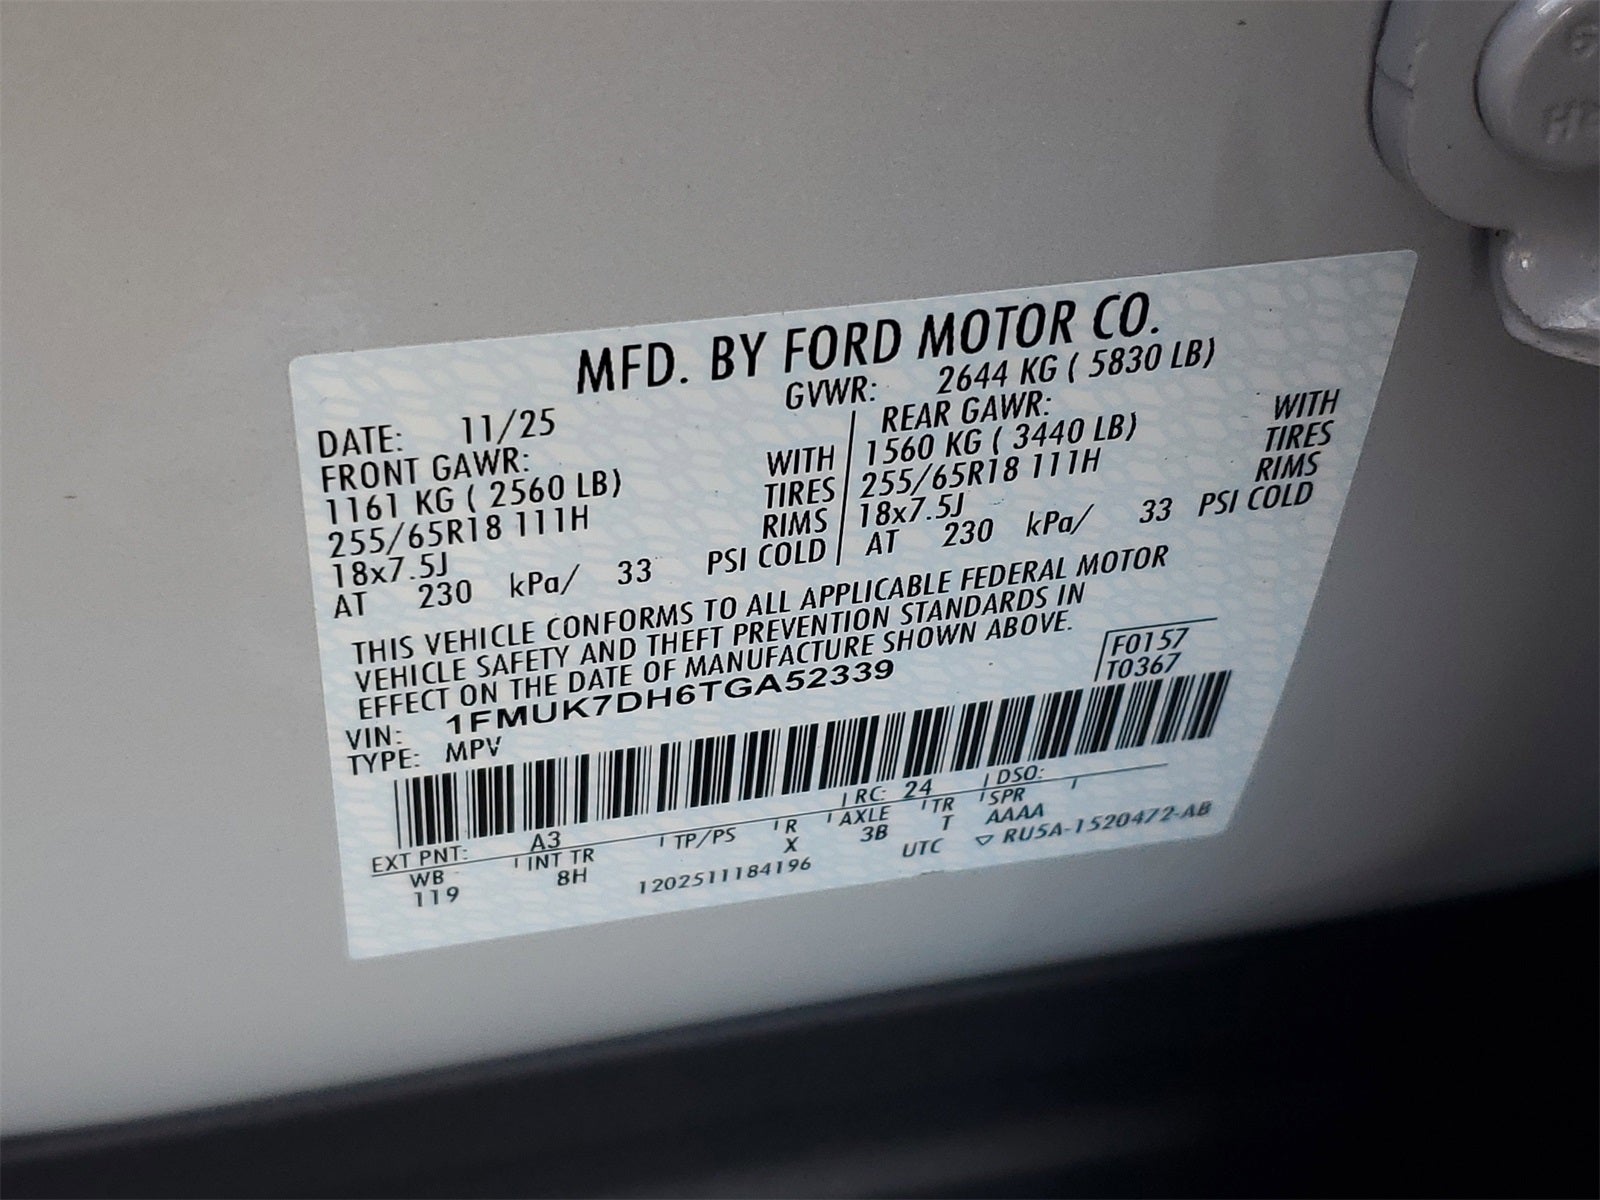 MFD. BY FORD MOTOR CO.
DATE: 11/25 GVWR: 2644 KG ( 5830 LB)
FRONT GAWR: REAR GAWR:
1161 KG ( 2560 LB) WITH 1560 KG ( 3440 LB) WITH
255/65R18 111H TIRES 255/65R18 111H TIRES
18x7.5J RIMS 18x7.5J RIMS
AT 230 kPa/ 33 PSI COLD AT 230 kPa/ 33 PSI COLD
THIS VEHICLE CONFORMS TO ALL APPLICABLE FEDERAL MOTOR
VEHICLE SAFETY AND THEFT PREVENTION STANDARDS IN
EFFECT ON THE DATE OF MANUFACTURE SHOWN ABOVE.
F0157
T0367
VIN: 1FMUK7DH6TGA52339
TYPE: MPV
EXT PNT: A3 RC: 24 DSO:
WB INT TR TP/PS R AXLE TR SPR
119 8H X 3B T AAAA
1202511184196 UTC ▽ RU5A-1520472-AB